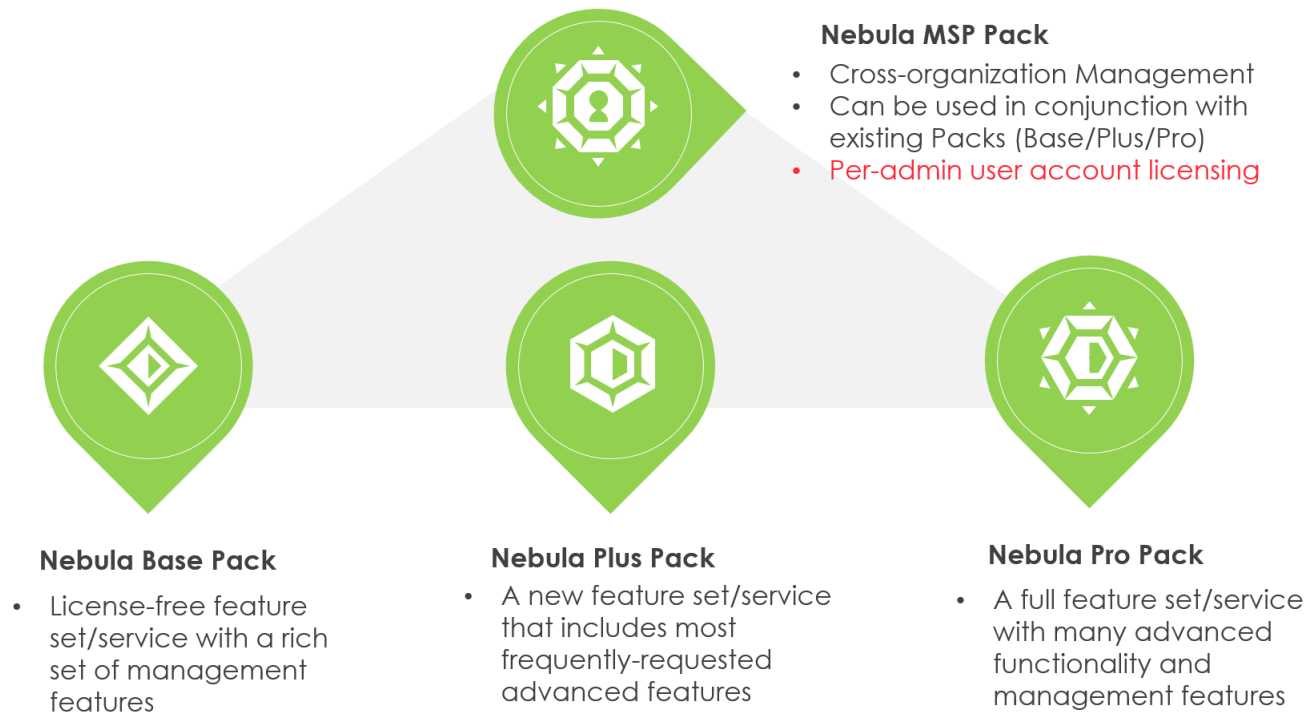 Nebula MSP Pack
• Cross-organization Management
• Can be used in conjunction with
existing Packs (Base/Plus/Pro)
• Per-admin user account licensing
Nebula Base Pack
• License-free feature
set/service with a rich
set of management
features
Nebula Plus Pack
• A new feature set/service
that includes most
frequently-requested
advanced features
Nebula Pro Pack
• A full feature set/service
with many advanced
functionality and
management features